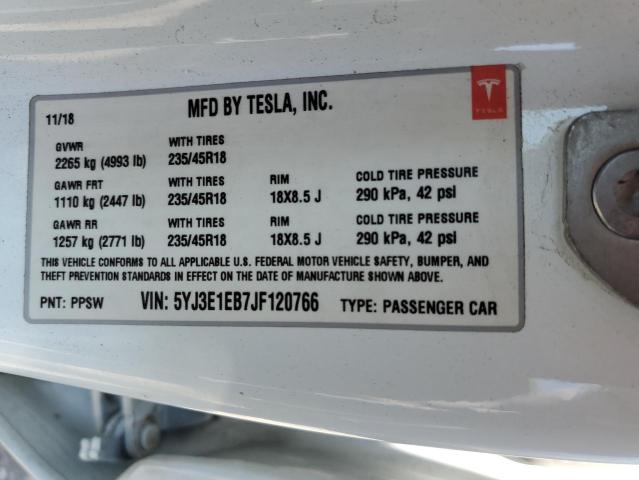 MFD BY TESLA, INC.
TESLA
11/18
GVWR WITH TIRES
2265 kg (4993 lb) 235/45R18
GAWR FRT WITH TIRES RIM COLD TIRE PRESSURE
1110 kg (2447 lb) 235/45R18 18X8.5 J 290 kPa, 42 psi
GAWR RR WITH TIRES RIM COLD TIRE PRESSURE
1257 kg (2771 lb) 235/45R18 18X8.5 J 290 kPa, 42 psi
THIS VEHICLE CONFORMS TO ALL APPLICABLE U.S. FEDERAL MOTOR VEHICLE SAFETY, BUMPER, AND
THEFT PREVENTION STANDARDS IN EFFECT ON THE DATE OF MANUFACTURE SHOWN ABOVE.
PNT: PPSW VIN: 5YJ3E1EB7JF120766 TYPE: PASSENGER CAR